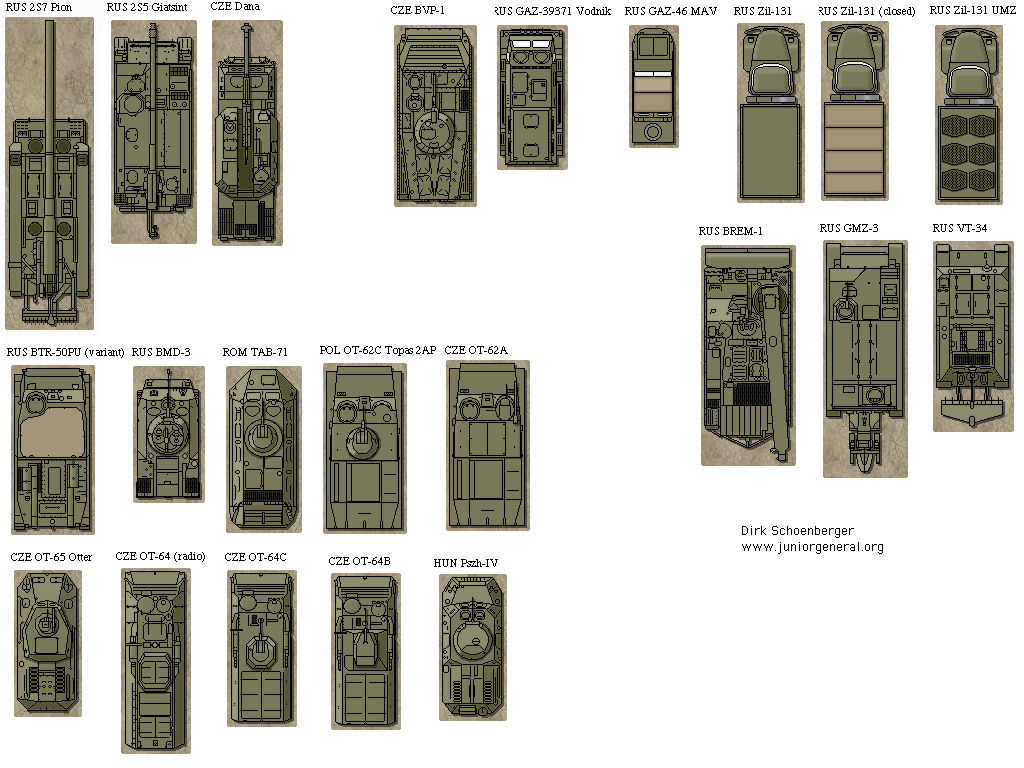 RUS 2S7 Pion
RUS 2S5 Giatsint
CZE Dana
CZE BVP-1
RUS GAZ-39371 Vodnik
RUS GAZ-46 MAV
RUS Zil-131
RUS Zil-131 (closed)
RUS Zil-131 UMZ
RUS BREM-1
RUS GMZ-3
RUS VT-34
RUS BTR-50PU (variant)
RUS BMD-3
ROM TAB-71
POL OT-62C Topas 2AP
CZE OT-62A
Dirk Schoenberger
www.juniorgeneral.org
CZE OT-65 Otter
CZE OT-64 (radio)
CZE OT-64C
CZE OT-64B
HUN Pszh-IV